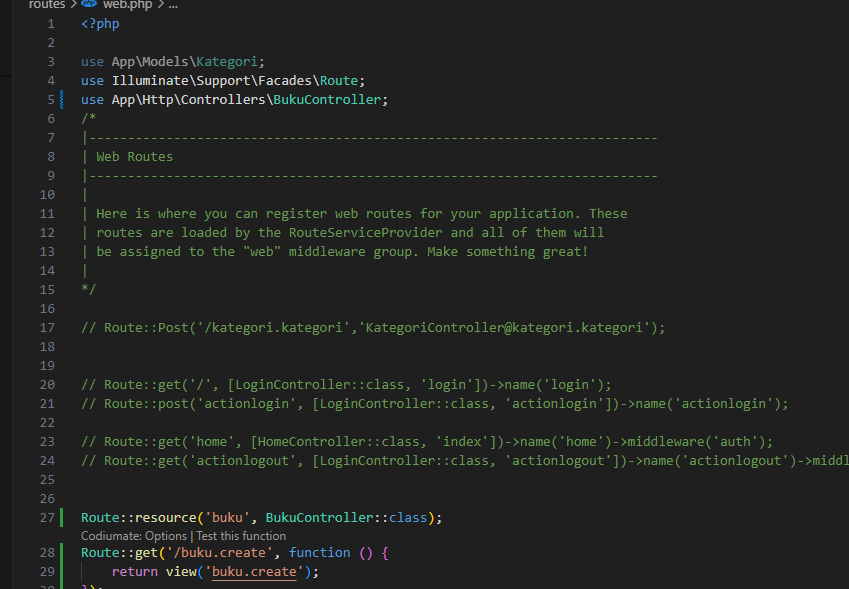 routes > web.php > ...
1 <?php
2
3 use App\Models\Kategori;
4 use Illuminate\Support\Facades\Route;
5 use App\Http\Controllers\BukuController;
6 /*
7 |--------------------------------------------------------------------------
8 | Web Routes
9 |--------------------------------------------------------------------------
10 |
11 | Here is where you can register web routes for your application. These
12 | routes are loaded by the RouteServiceProvider and all of them will
13 | be assigned to the "web" middleware group. Make something great!
14 |
15 */
16
17 // Route::Post('/kategori.kategori','KategoriController@kategori.kategori');
18
19
20 // Route::get('/', [LoginController::class, 'login'])->name('login');
21 // Route::post('actionlogin', [LoginController::class, 'actionlogin'])->name('actionlogin');
22
23 // Route::get('home', [HomeController::class, 'index'])->name('home')->middleware('auth');
24 // Route::get('actionlogout', [LoginController::class, 'actionlogout'])->name('actionlogout')->middl
25
26
27 Route::resource('buku', BukuController::class);
Codiumate: Options | Test this function
28 Route::get('/buku.create', function () {
29 return view('buku.create');